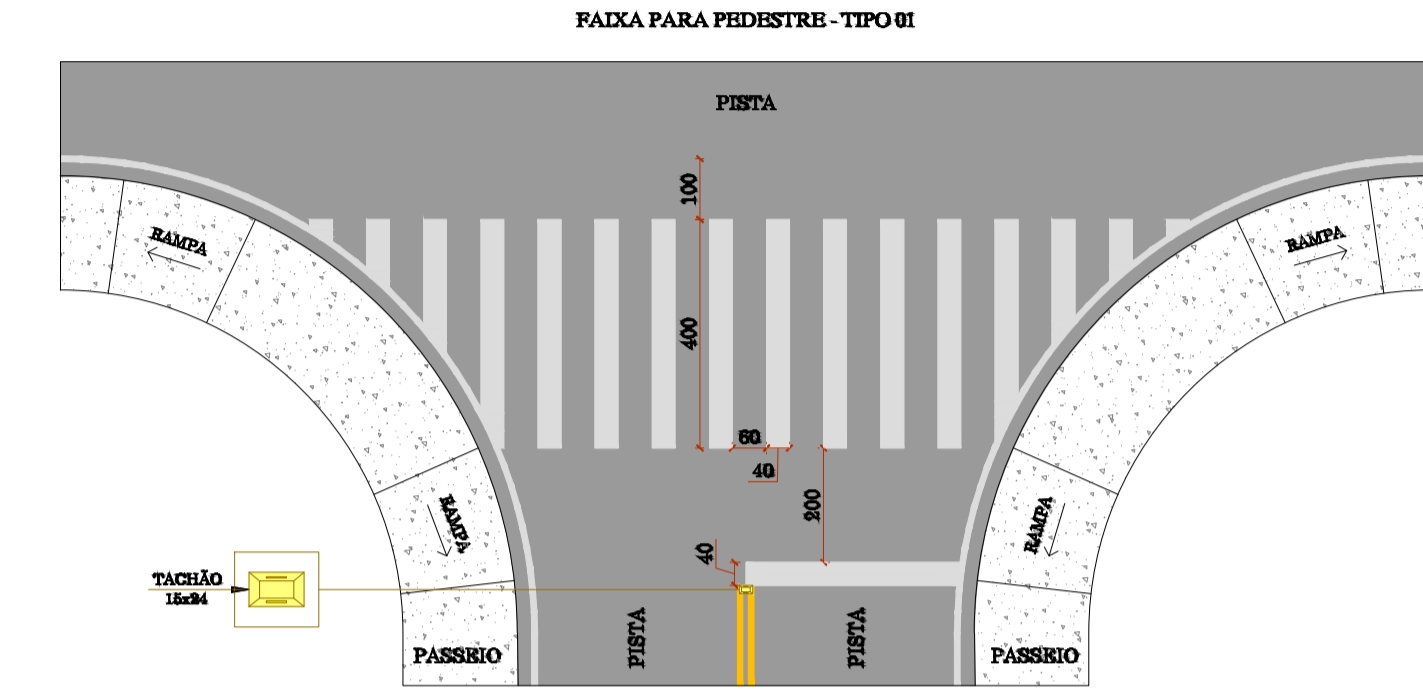 FAIXA PARA PEDESTRE - TIPO 01
PISTA
100
RAMPA
RAMPA
400
60
40
200
RAMPA
RAMPA
40
TACHÃO
15x24
PISTA
PISTA
PASSEIO
PASSEIO